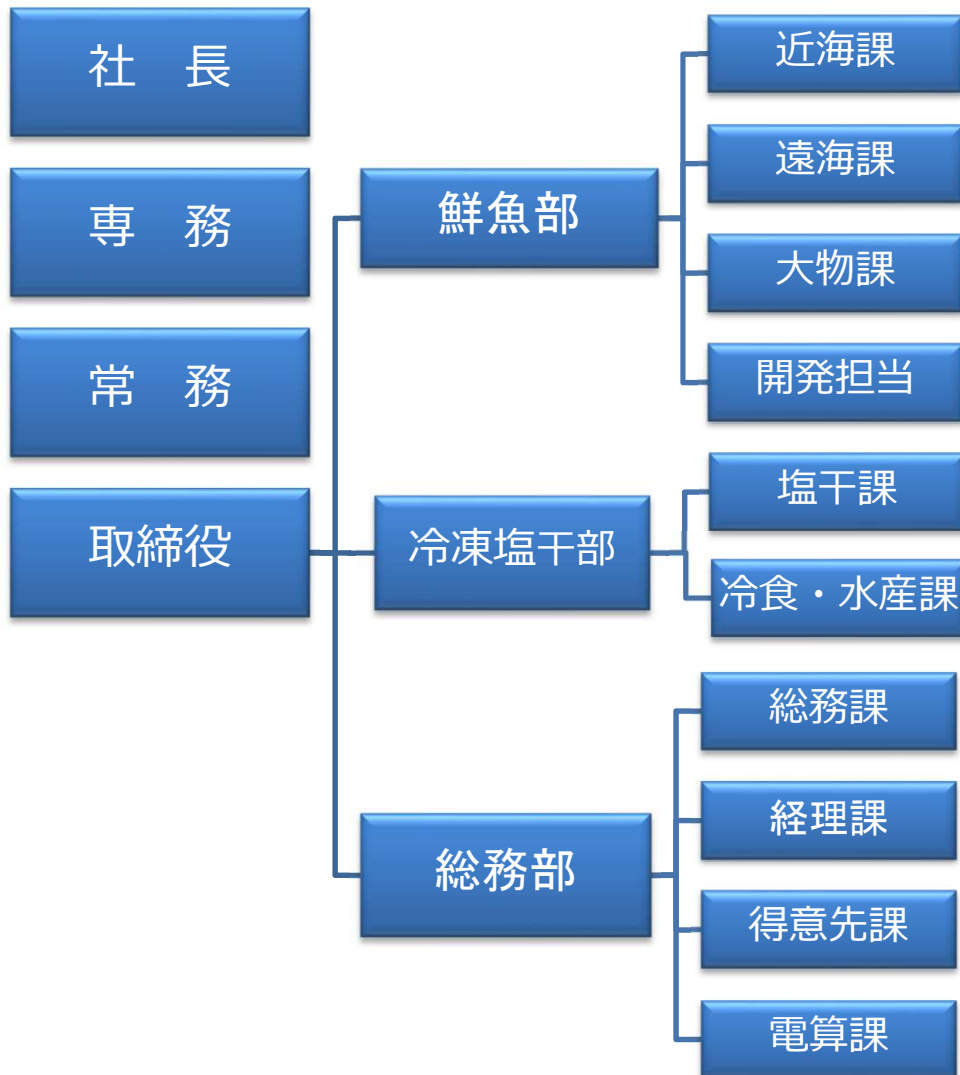 社　長
専　務
常　務
取締役
鮮魚部
近海課
遠海課
大物課
開発担当
冷凍塩干部
塩干課
冷食・水産課
総務部
総務課
経理課
得意先課
電算課